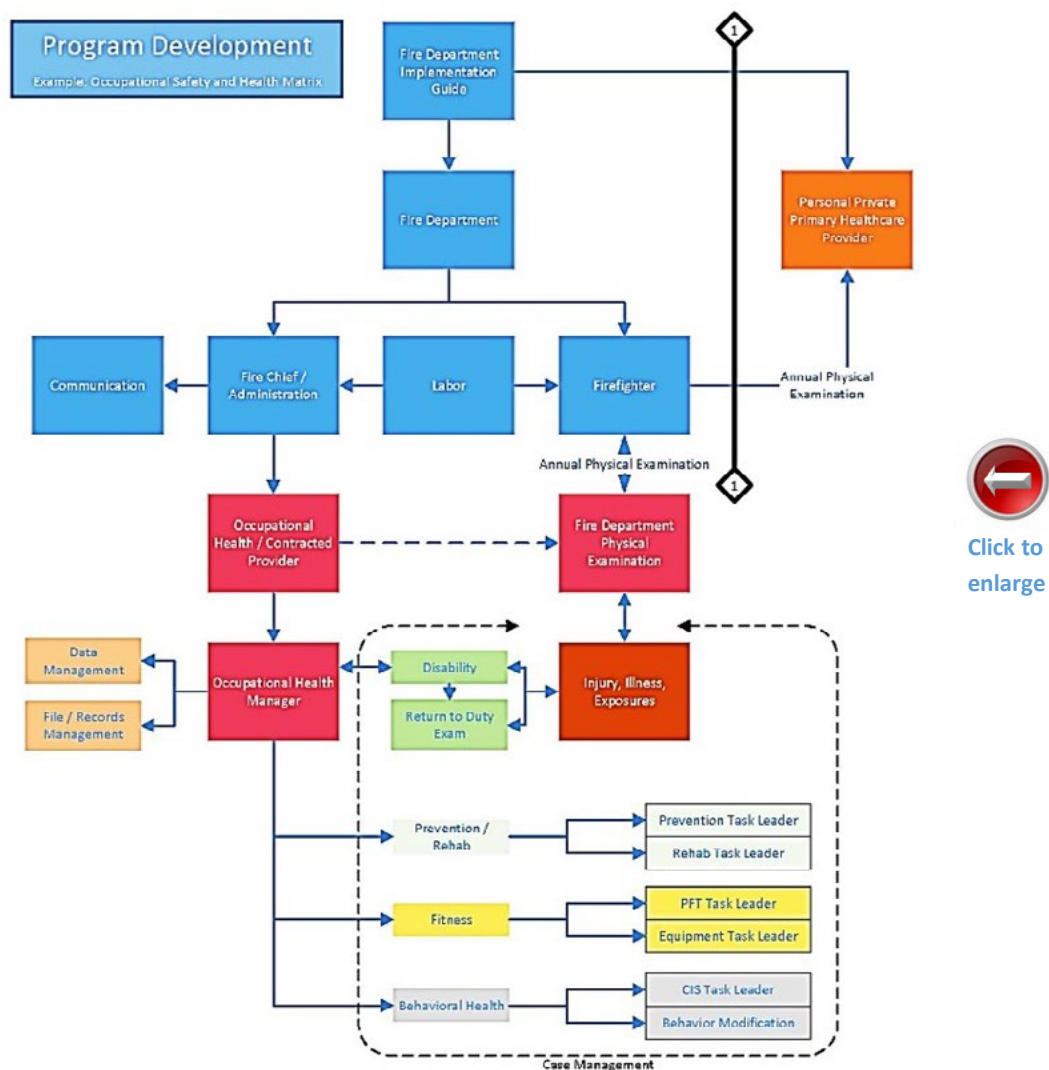 Program Development
Example, Occupational Safety and Health Matrix
Fire Department
Implementation
Guide
1
Fire Department
Personal Private
Primary Healthcare
Provider
Communication
Fire Chief /
Administration
Labor
Firefighter
Annual Physical
Examination
Annual Physical Examination
1
Click to
enlarge
Occupational
Health / Contracted
Provider
Fire Department
Physical
Examination
Data
Management
File / Records
Management
Occupational Health
Manager
Disability
Return to Duty
Exam
Injury, Illness,
Exposures
Prevention /
Rehab
Prevention Task Leader
Rehab Task Leader
Fitness
PFT Task Leader
Equipment Task Leader
Behavioral Health
CIS Task Leader
Behavior Modification
Case Management